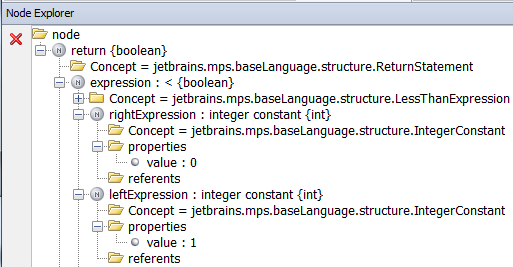 Node Explorer
node
N return {boolean}
Concept = jetbrains.mps.baseLanguage.structure.ReturnStatement
N expression : < {boolean}
Concept = jetbrains.mps.baseLanguage.structure.LessThanExpression
N rightExpression : integer constant {int}
Concept = jetbrains.mps.baseLanguage.structure.IntegerConstant
properties
value : 0
referents
N leftExpression : integer constant {int}
Concept = jetbrains.mps.baseLanguage.structure.IntegerConstant
properties
value : 1
referents